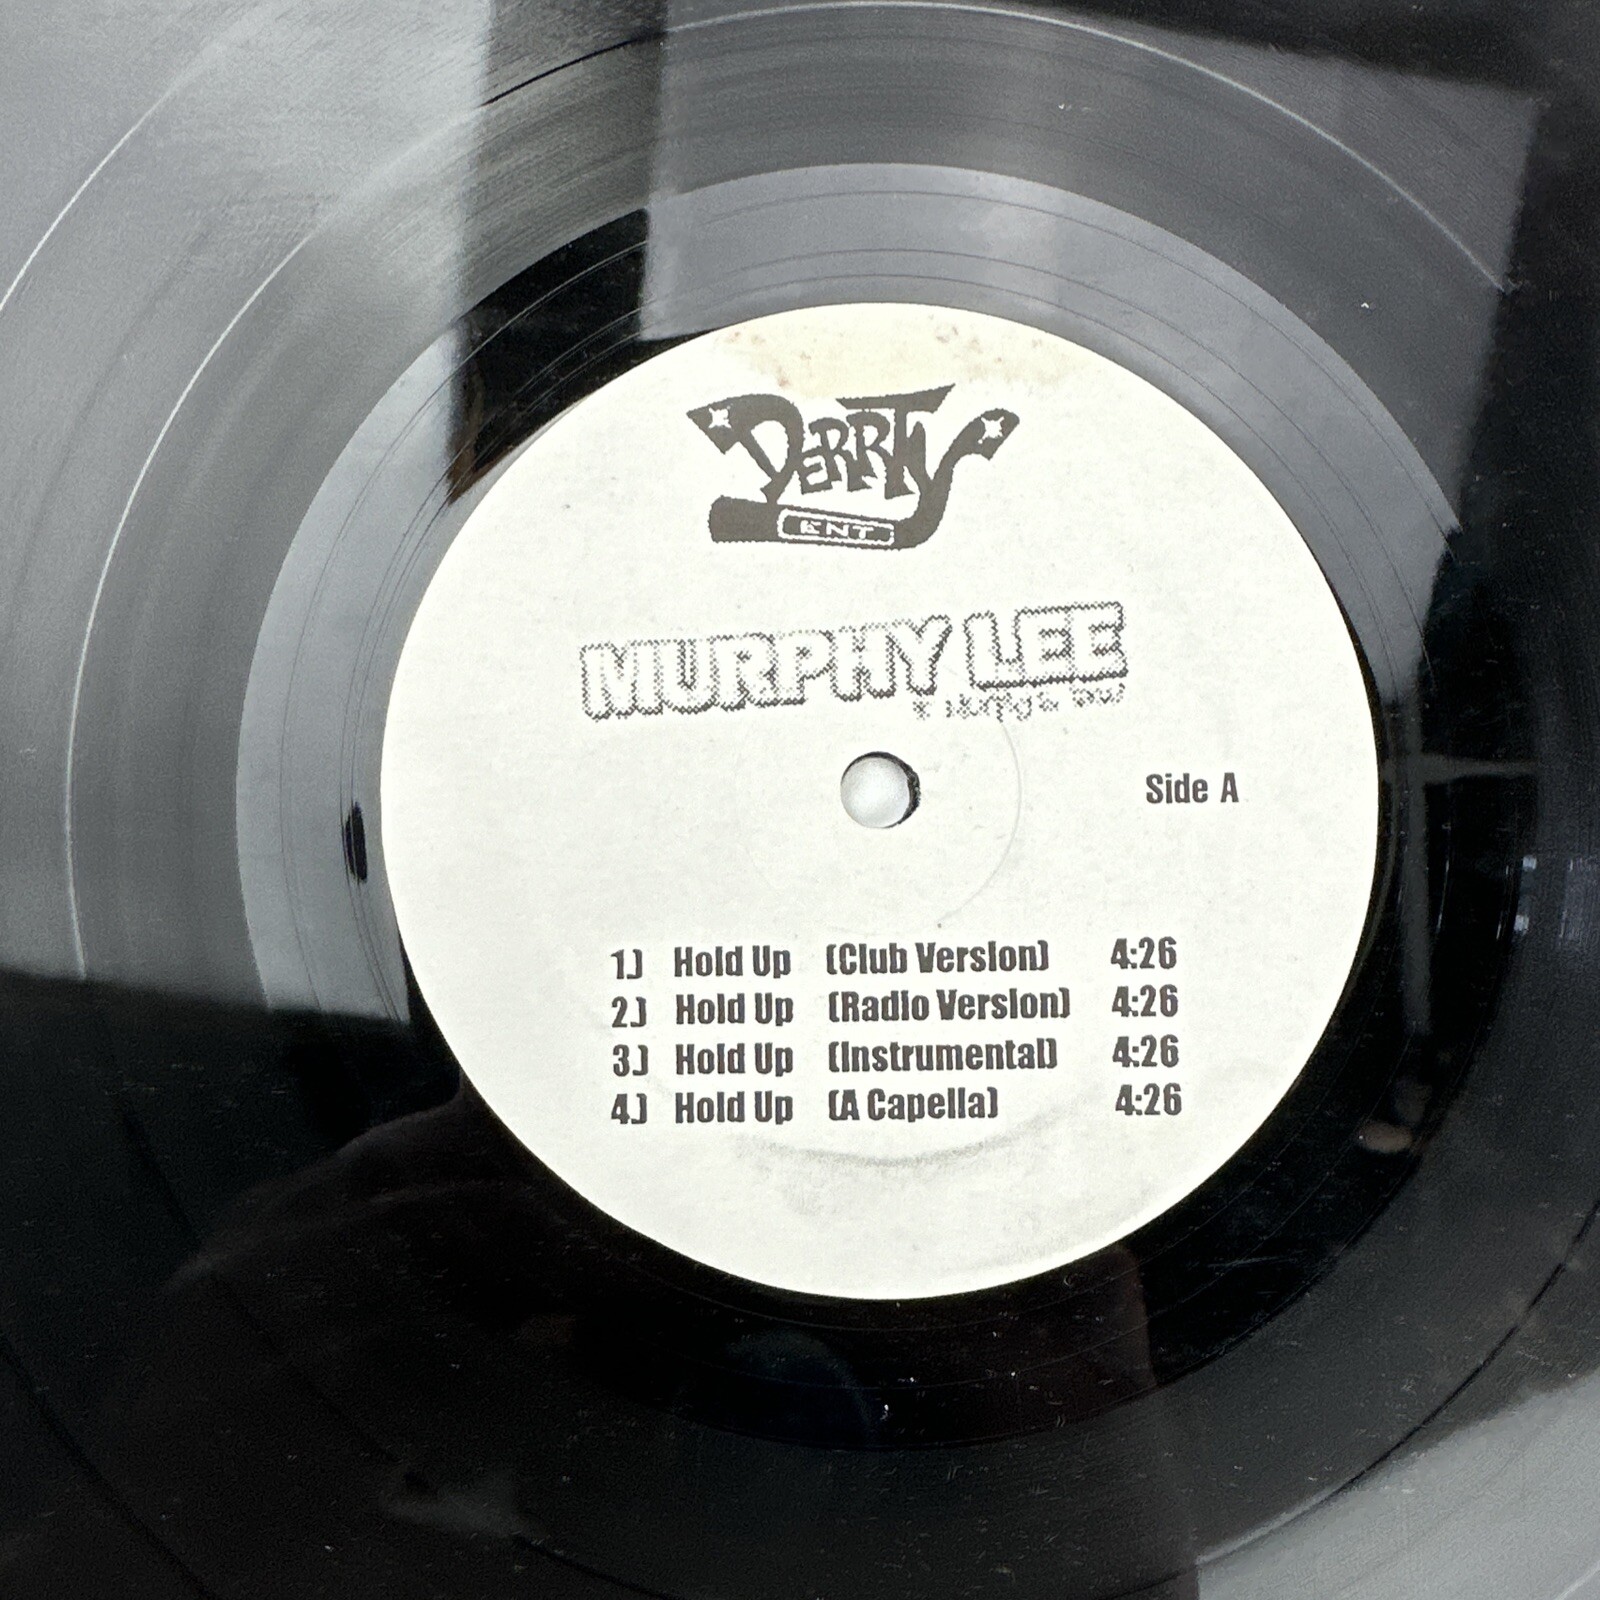 DERRTY
ENT.
MURPHY LEE
Side A
1.) Hold Up (Club Version) 4:26
2.) Hold Up (Radio Version) 4:26
3.) Hold Up (Instrumental) 4:26
4.) Hold Up (A Capella) 4:26